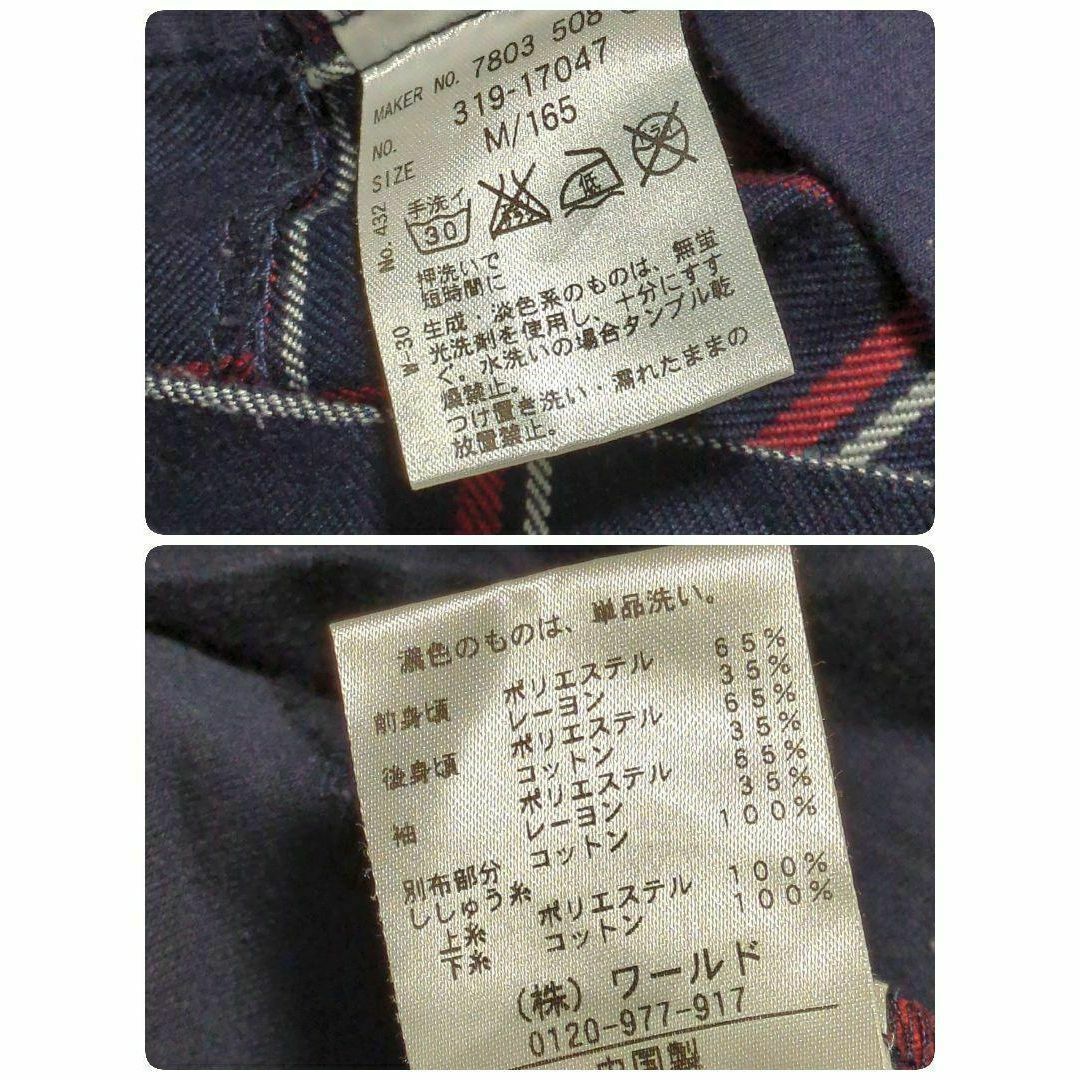 MAKER NO. 7803 508
NO. 319-17047
SIZE M/165
手洗イ
30
エンソ
サラシ
低
ドライ
No. 432
W-30
押洗いで
短時間に
生成・淡色系のものは、無蛍
光洗剤を使用し、十分にすす
ぐ。水洗いの場合タンブル乾
燥禁止。
つけ置き洗い・濡れたままの
放置禁止。
濃色のものは、単品洗い。
前身頃 ポリエステル 65%
レーヨン 35%
後身頃 ポリエステル 65%
コットン 35%
袖 ポリエステル 65%
レーヨン 35%
別布部分 コットン 100%
ししゅう糸
上糸 ポリエステル 100%
下糸 コットン 100%
(株) ワールド
0120-977-917
中国製